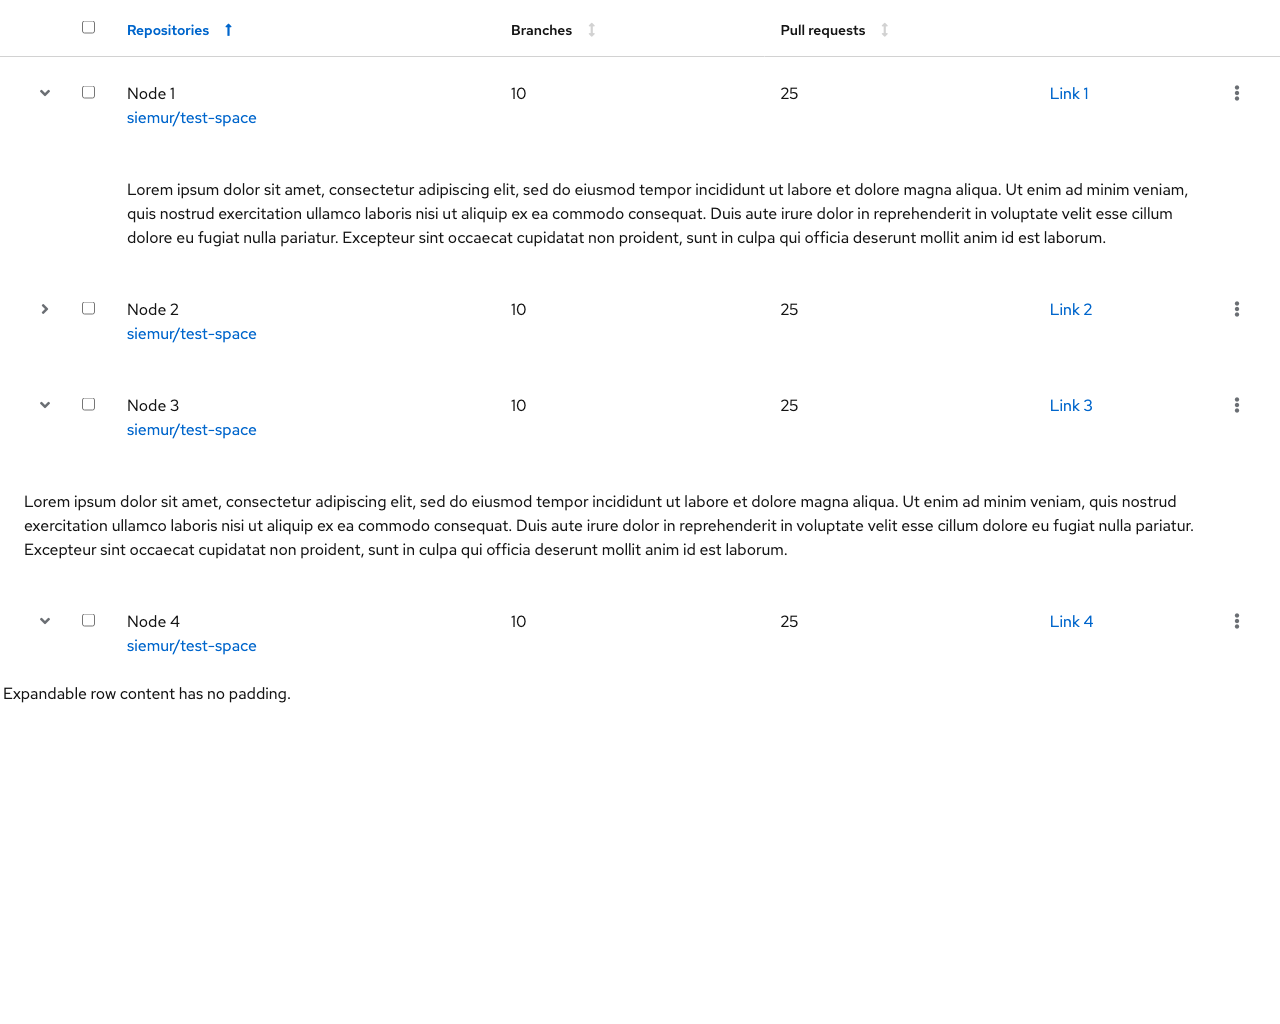 Repositories Branches Pull requests
Node 1 10 25 Link 1
siemur/test-space
Lorem ipsum dolor sit amet, consectetur adipiscing elit, sed do eiusmod tempor incididunt ut labore et dolore magna aliqua. Ut enim ad minim veniam,
quis nostrud exercitation ullamco laboris nisi ut aliquip ex ea commodo consequat. Duis aute irure dolor in reprehenderit in voluptate velit esse cillum
dolore eu fugiat nulla pariatur. Excepteur sint occaecat cupidatat non proident, sunt in culpa qui officia deserunt mollit anim id est laborum.
Node 2 10 25 Link 2
siemur/test-space
Node 3 10 25 Link 3
siemur/test-space
Lorem ipsum dolor sit amet, consectetur adipiscing elit, sed do eiusmod tempor incididunt ut labore et dolore magna aliqua. Ut enim ad minim veniam, quis nostrud
exercitation ullamco laboris nisi ut aliquip ex ea commodo consequat. Duis aute irure dolor in reprehenderit in voluptate velit esse cillum dolore eu fugiat nulla pariatur.
Excepteur sint occaecat cupidatat non proident, sunt in culpa qui officia deserunt mollit anim id est laborum.
Node 4 10 25 Link 4
siemur/test-space
Expandable row content has no padding.